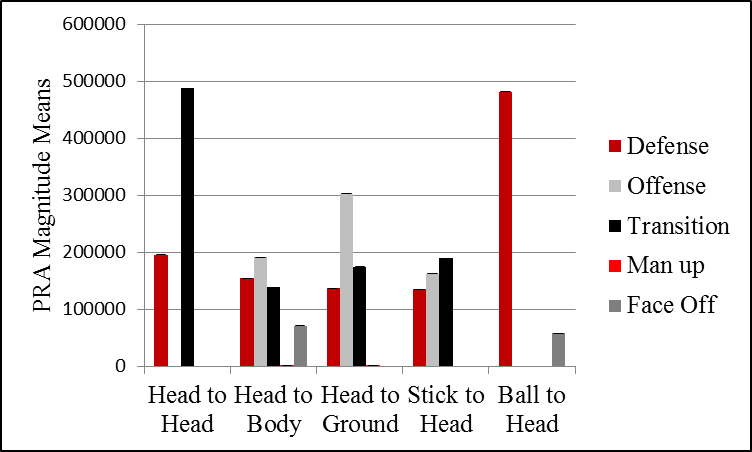 600000
500000
400000
300000
200000
100000
0
PRA Magnitude Means
Head to Head
Head to Body
Head to Ground
Stick to Head
Ball to Head
Defense
Offense
Transition
Man up
Face Off